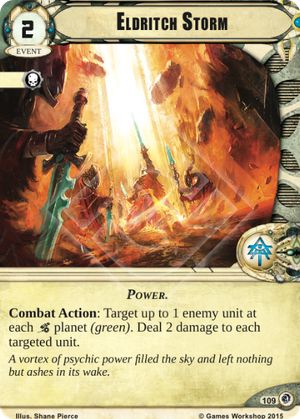 Eldritch Storm
2
EVENT
Power.
Combat Action: Target up to 1 enemy unit at
each planet (green). Deal 2 damage to each
targeted unit.
A vortex of psychic power filled the sky and left nothing
but ashes in its wake.
109
Illus. Shane Pierce
© Games Workshop 2015